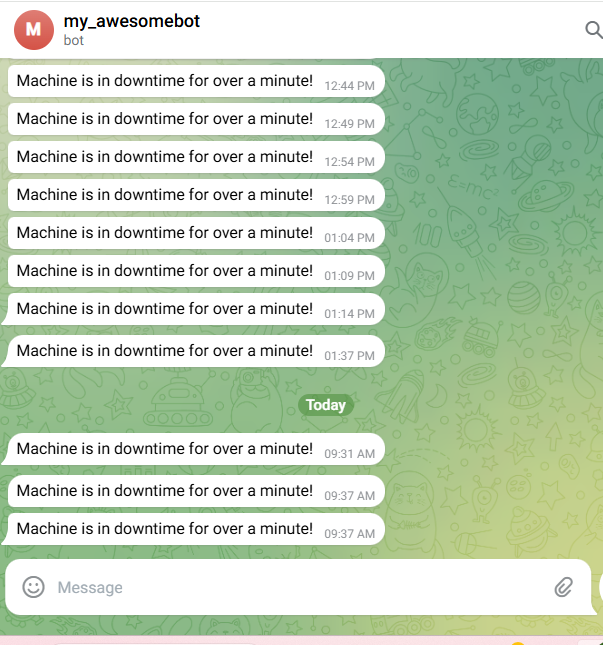 M
my_awesomebot
bot
Machine is in downtime for over a minute! 12:44 PM
Machine is in downtime for over a minute! 12:49 PM
Machine is in downtime for over a minute! 12:54 PM
Machine is in downtime for over a minute! 12:59 PM
Machine is in downtime for over a minute! 01:04 PM
Machine is in downtime for over a minute! 01:09 PM
Machine is in downtime for over a minute! 01:14 PM
Machine is in downtime for over a minute! 01:37 PM
Today
Machine is in downtime for over a minute! 09:31 AM
Machine is in downtime for over a minute! 09:37 AM
Machine is in downtime for over a minute! 09:37 AM
Message